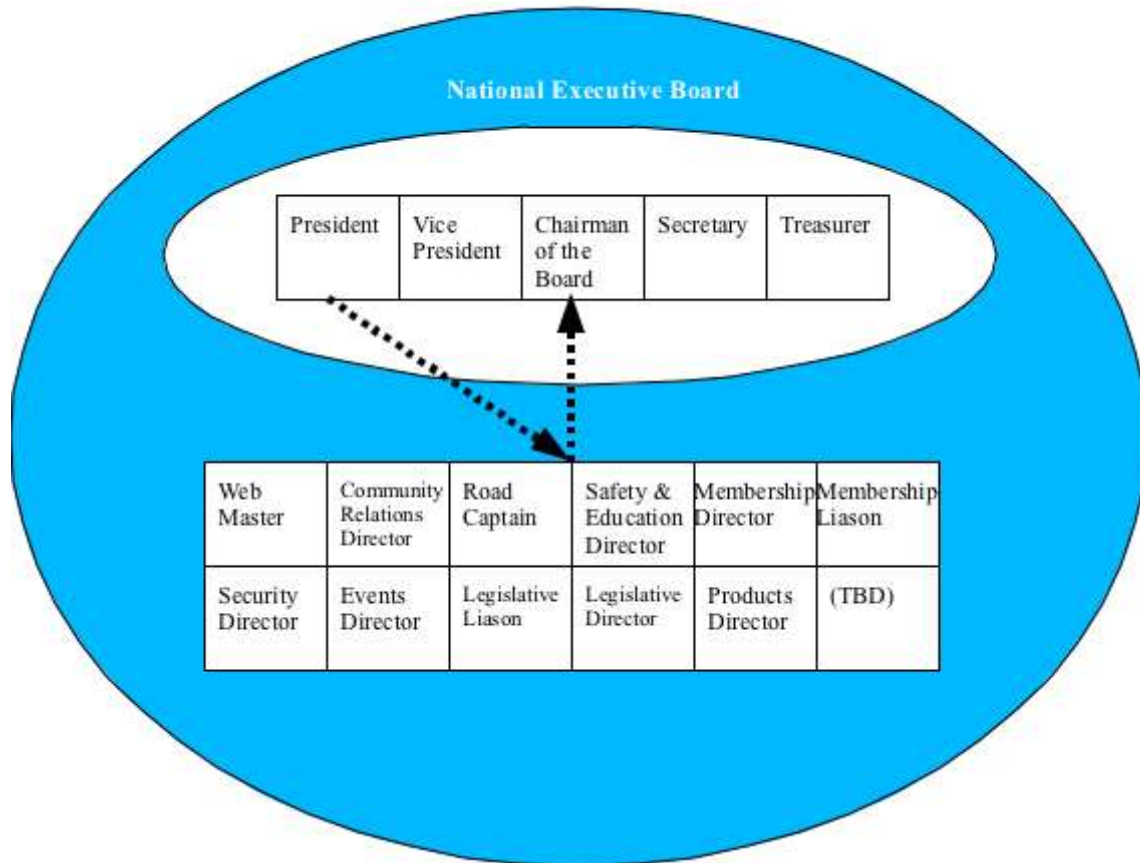 National Executive Board
President
Vice
President
Chairman
of the
Board
Secretary
Treasurer
Web
Master
Community
Relations
Director
Road
Captain
Safety &
Education
Director
Membership
Director
Membership
Liason
Security
Director
Events
Director
Legislative
Liason
Legislative
Director
Products
Director
(TBD)